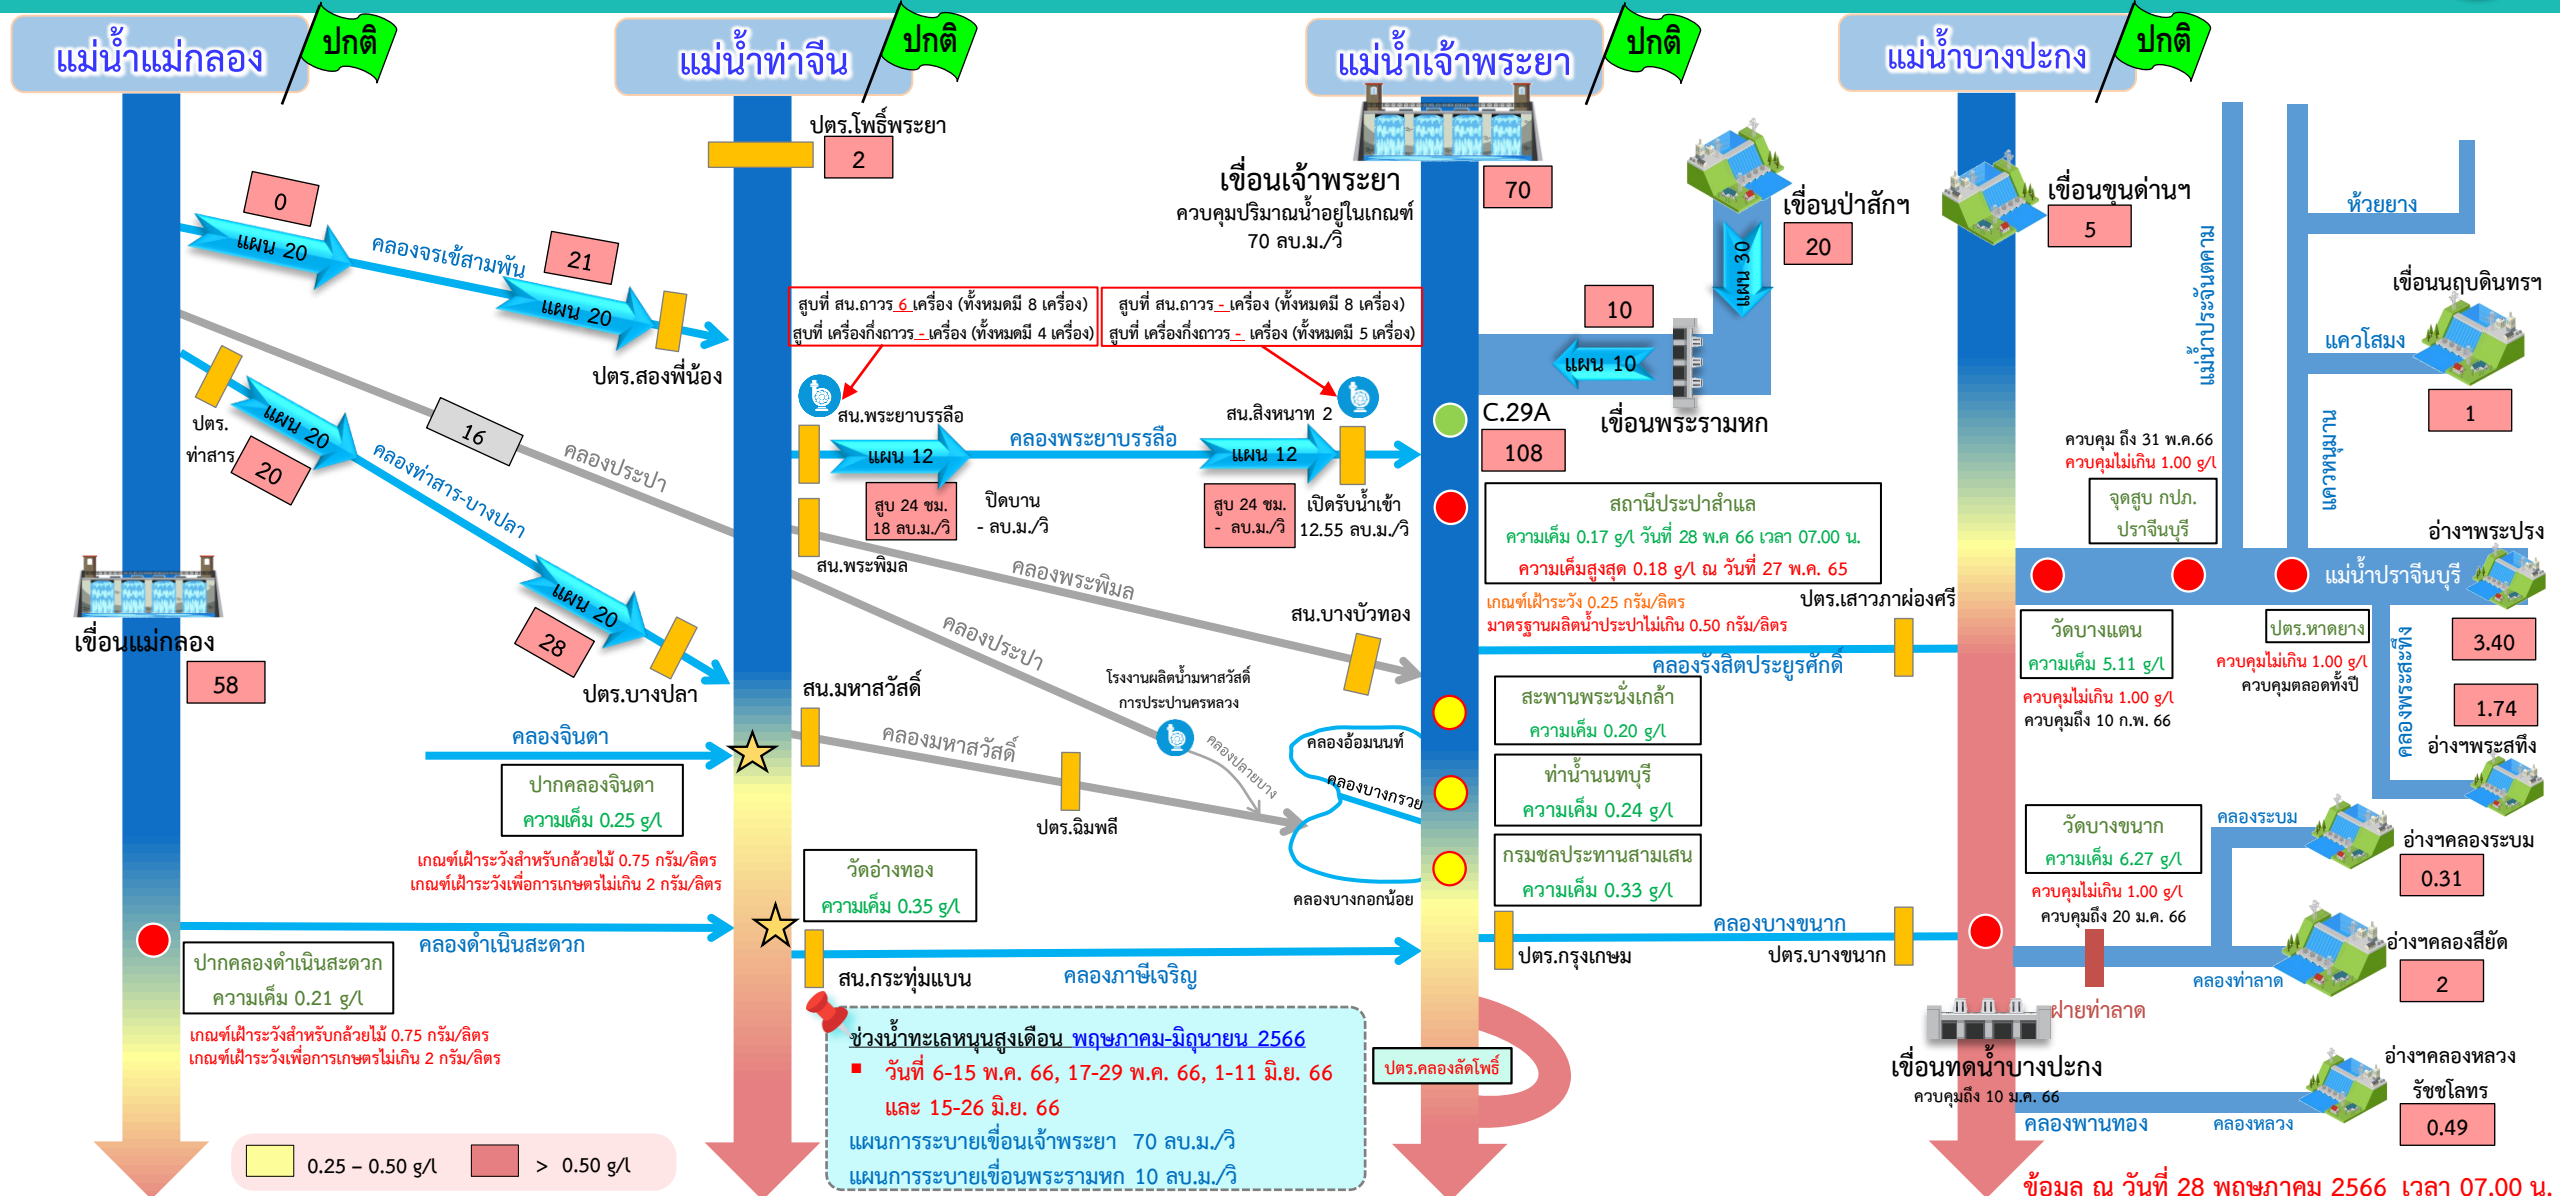 แม่น้ำแม่กลอง
ปกติ
แม่น้ำท่าจีน
ปกติ
แม่น้ำเจ้าพระยา
ปกติ
แม่น้ำบางปะกง
ปกติ
0
แผน 20
คลองจรเข้สามพัน
21
แผน 20
ปตร.สองพี่น้อง
ปตร.
ท่าสาร
แผน 20
20
คลองท่าสาร-บางปลา
แผน 20
28
ปตร.บางปลา
16
คลองประปา
เขื่อนแม่กลอง
58
คลองจินดา
ปากคลองจินดา
ความเค็ม 0.25 g/l
เกณฑ์เฝ้าระวังสำหรับกล้วยไม้ 0.75 กรัม/ลิตร
เกณฑ์เฝ้าระวังเพื่อการเกษตรไม่เกิน 2 กรัม/ลิตร
คลองดำเนินสะดวก
ปากคลองดำเนินสะดวก
ความเค็ม 0.21 g/l
เกณฑ์เฝ้าระวังสำหรับกล้วยไม้ 0.75 กรัม/ลิตร
เกณฑ์เฝ้าระวังเพื่อการเกษตรไม่เกิน 2 กรัม/ลิตร
0.25 – 0.50 g/l
> 0.50 g/l
ปตร.โพธิ์พระยา
2
สูบที่ สน.ถาวร 6 เครื่อง (ทั้งหมดมี 8 เครื่อง)
สูบที่ เครื่องกึ่งถาวร - เครื่อง (ทั้งหมดมี 4 เครื่อง)
สูบที่ สน.ถาวร - เครื่อง (ทั้งหมดมี 8 เครื่อง)
สูบที่ เครื่องกึ่งถาวร - เครื่อง (ทั้งหมดมี 5 เครื่อง)
สน.พระยาบรรลือ
แผน 12
คลองพระยาบรรลือ
สน.สิงหนาท 2
แผน 12
สูบ 24 ชม.
18 ลบ.ม./วิ
ปิดบาน
- ลบ.ม./วิ
สูบ 24 ชม.
- ลบ.ม./วิ
เปิดรับน้ำเข้า
12.55 ลบ.ม./วิ
สน.พระพิมล
คลองพระพิมล
สน.บางบัวทอง
คลองประปา
โรงงานผลิตน้ำมหาสวัสดิ์
การประปานครหลวง
สน.มหาสวัสดิ์
คลองมหาสวัสดิ์
คลองปลายบาง
ปตร.ฉิมพลี
คลองอ้อมนนท์
คลองบางกรวย
คลองบางกอกน้อย
วัดอ่างทอง
ความเค็ม 0.35 g/l
สน.กระทุ่มแบน
คลองภาษีเจริญ
ช่วงน้ำทะเลหนุนสูงเดือน พฤษภาคม-มิถุนายน 2566
วันที่ 6-15 พ.ค. 66, 17-29 พ.ค. 66, 1-11 มิ.ย. 66
และ 15-26 มิ.ย. 66
แผนการระบายเขื่อนเจ้าพระยา 70 ลบ.ม./วิ
แผนการระบายเขื่อนพระรามหก 10 ลบ.ม./วิ
เขื่อนเจ้าพระยา
ควบคุมปริมาณน้ำอยู่ในเกณฑ์
70 ลบ.ม./วิ
70
เขื่อนป่าสักฯ
20
แผน 30
10
แผน 10
เขื่อนพระรามหก
C.29A
108
สถานีประปาสำแล
ความเค็ม 0.17 g/l วันที่ 28 พ.ค 66 เวลา 07.00 น.
ความเค็มสูงสุด 0.18 g/l ณ วันที่ 27 พ.ค. 65
เกณฑ์เฝ้าระวัง 0.25 กรัม/ลิตร
มาตรฐานผลิตน้ำประปาไม่เกิน 0.50 กรัม/ลิตร
ปตร.เสาวภาผ่องศรี
คลองรังสิตประยูรศักดิ์
สะพานพระนั่งเกล้า
ความเค็ม 0.20 g/l
ท่าน้ำนนทบุรี
ความเค็ม 0.24 g/l
กรมชลประทานสามเสน
ความเค็ม 0.33 g/l
ปตร.กรุงเกษม
คลองบางขนาก
ปตร.บางขนาก
ปตร.คลองลัดโพธิ์
เขื่อนขุนด่านฯ
5
แม่น้ำประจันตคาม
ห้วยยาง
เขื่อนนฤบดินทรฯ
แควโสมง
1
แควหนุมาน
ควบคุม ถึง 31 พ.ค.66
ควบคุมไม่เกิน 1.00 g/l
จุดสูบ กปภ.
ปราจีนบุรี
อ่างฯพระปรง
แม่น้ำปราจีนบุรี
3.40
วัดบางแตน
ความเค็ม 5.11 g/l
ควบคุมไม่เกิน 1.00 g/l
ควบคุมถึง 10 ก.พ. 66
ปตร.หาดยาง
ควบคุมไม่เกิน 1.00 g/l
ควบคุมตลอดทั้งปี
คลองพระสะทึง
1.74
อ่างฯพระสทึง
วัดบางขนาก
ความเค็ม 6.27 g/l
ควบคุมไม่เกิน 1.00 g/l
ควบคุมถึง 20 ม.ค. 66
คลองระบม
อ่างฯคลองระบม
0.31
อ่างฯคลองสียัด
2
คลองท่าลาด
ฝายท่าลาด
เขื่อนทดน้ำบางปะกง
ควบคุมถึง 10 ม.ค. 66
คลองพานทอง
คลองหลวง
อ่างฯคลองหลวง
รัชชโลทร
0.49
ข้อมูล ณ วันที่ 28 พฤษภาคม 2566 เวลา 07.00 น.